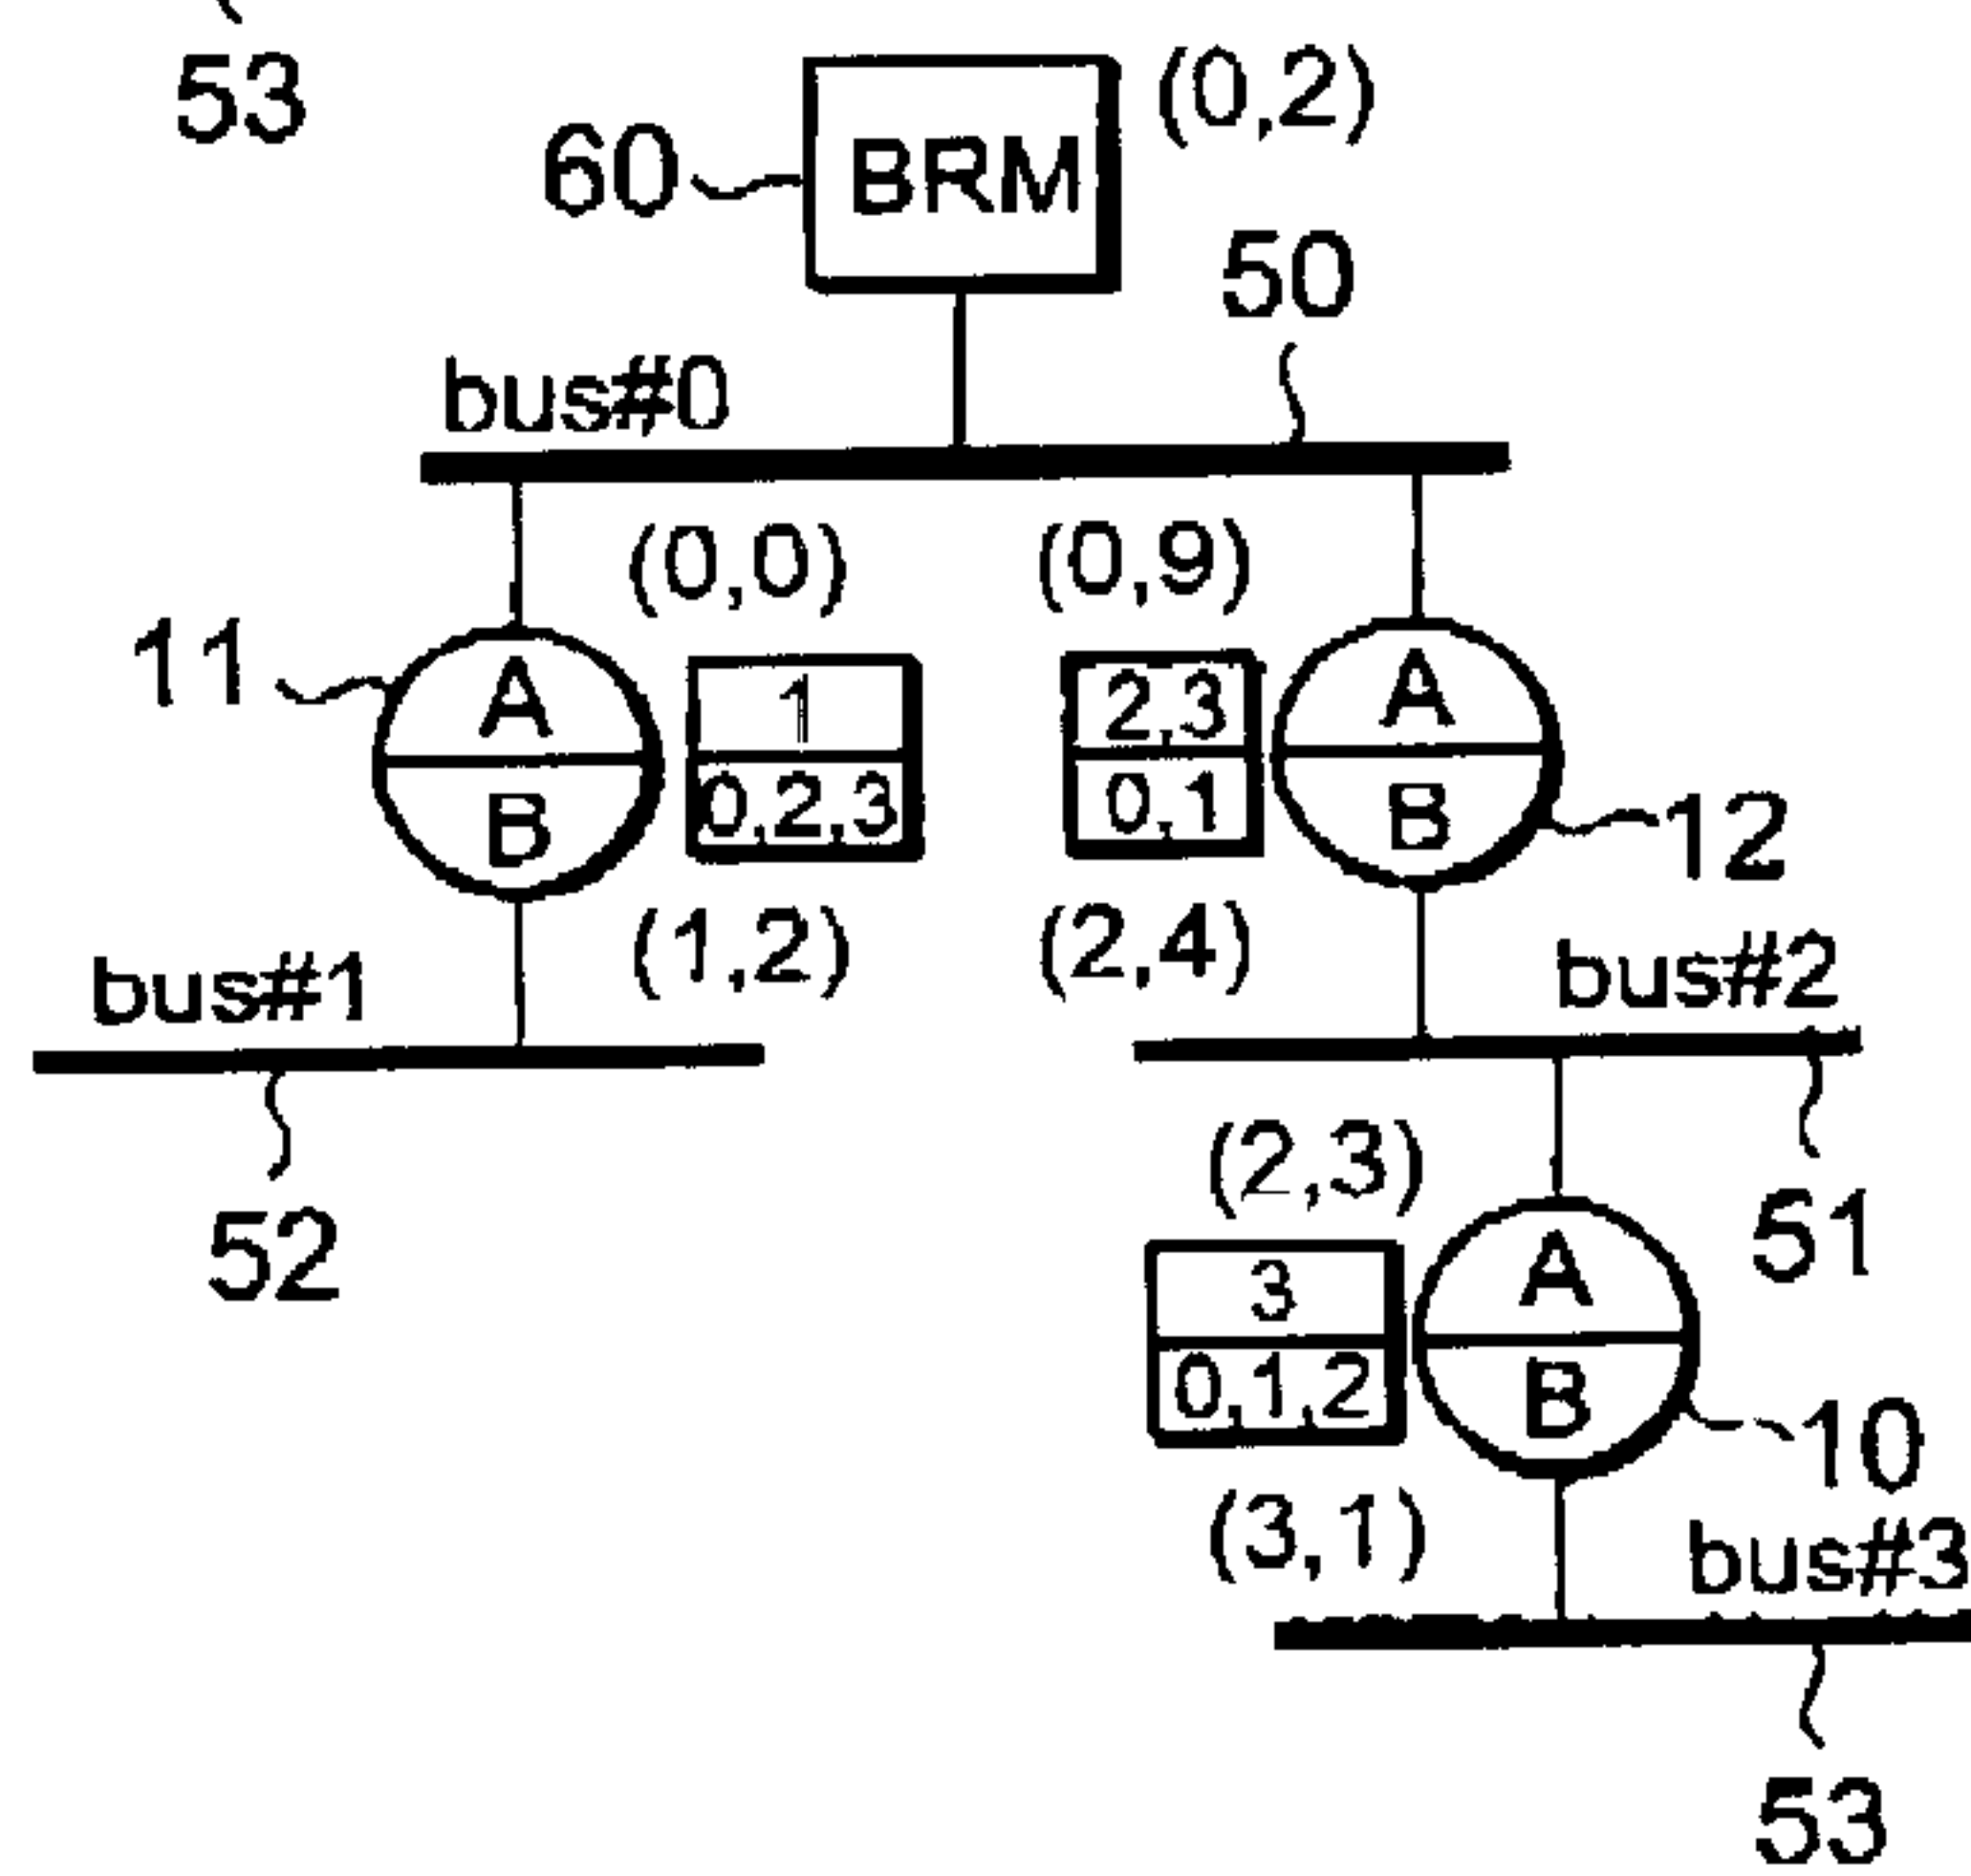 53
60
BRM
(0,2)
50
bus#0
(0,0)
(0,9)
11
A
1
2,3
A
B
0,2,3
0,1
B
12
(1,2)
(2,4)
bus#1
bus#2
(2,3)
52
51
A
3
0,1,2
B
10
(3,1)
bus#3
53